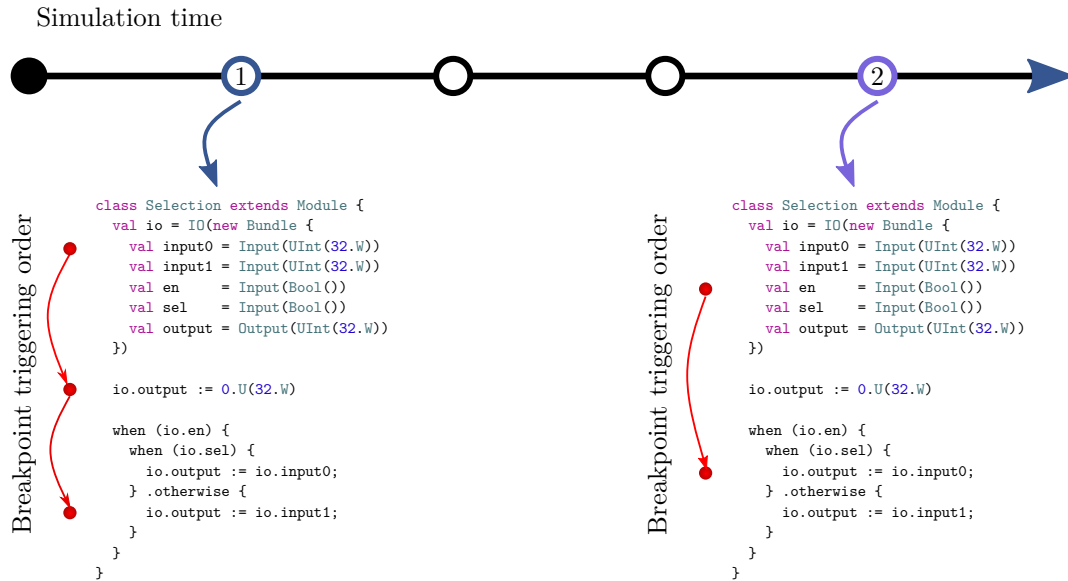 Simulation time
1
2
Breakpoint triggering order
class Selection extends Module {
  val io = IO(new Bundle {
    val input0 = Input(UInt(32.W))
    val input1 = Input(UInt(32.W))
    val en     = Input(Bool())
    val sel    = Input(Bool())
    val output = Output(UInt(32.W))
  })

  io.output := 0.U(32.W)

  when (io.en) {
    when (io.sel) {
      io.output := io.input0;
    } .otherwise {
      io.output := io.input1;
    }
  }
}
Breakpoint triggering order
class Selection extends Module {
  val io = IO(new Bundle {
    val input0 = Input(UInt(32.W))
    val input1 = Input(UInt(32.W))
    val en     = Input(Bool())
    val sel    = Input(Bool())
    val output = Output(UInt(32.W))
  })

  io.output := 0.U(32.W)

  when (io.en) {
    when (io.sel) {
      io.output := io.input0;
    } .otherwise {
      io.output := io.input1;
    }
  }
}